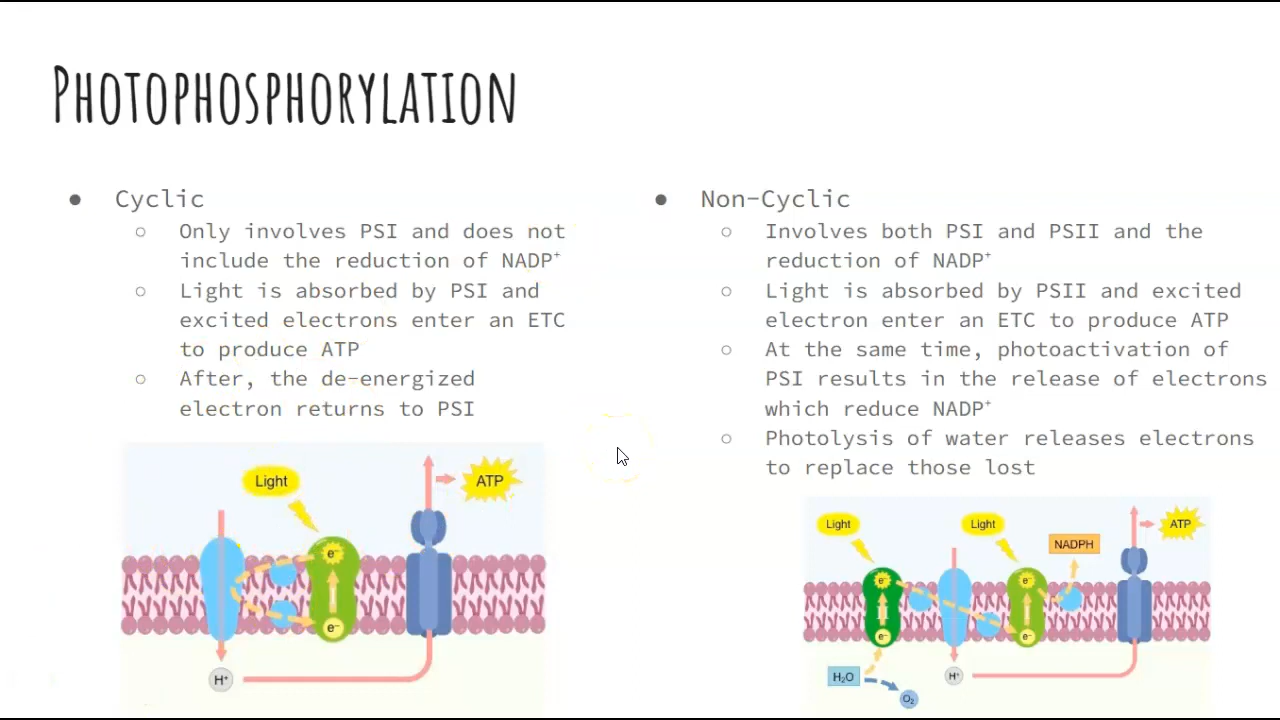 PHOTOPHOSPHORYLATION
● Cyclic
○ Only involves PSI and does not
include the reduction of NADP⁺
○ Light is absorbed by PSI and
excited electrons enter an ETC
to produce ATP
○ After, the de-energized
electron returns to PSI
Light
ATP
e⁻
e⁻
H⁺
● Non-Cyclic
○ Involves both PSI and PSII and the
reduction of NADP⁺
○ Light is absorbed by PSII and excited
electron enter an ETC to produce ATP
○ At the same time, photoactivation of
PSI results in the release of electrons
which reduce NADP⁺
○ Photolysis of water releases electrons
to replace those lost
Light
Light
NADPH
ATP
e⁻
e⁻
e⁻
e⁻
H₂O
H⁺
O₂